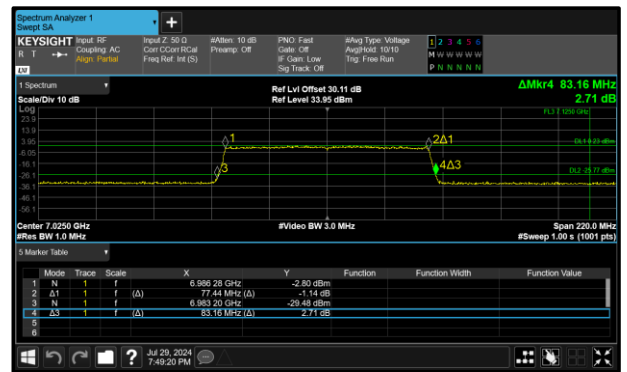 Spectrum Analyzer 1
Swept SA
+
KEYSIGHT
R T
LXI
Input: RF
Coupling: AC
Align: Partial
Input Z: 50 Ω
Corr CCorr RCal
Freq Ref: Int (S)
#Atten: 10 dB
Preamp: Off
PNO: Fast
Gate: Off
IF Gain: Low
Sig Track: Off
#Avg Type: Voltage
Avg|Hold: 10/10
Trig: Free Run
1 2 3 4 5 6
M W W W W W
P N N N N N
1 Spectrum
Scale/Div 10 dB
Ref Lvl Offset 30.11 dB
Ref Level 33.95 dBm
ΔMkr4 83.16 MHz
2.71 dB
Log
23.9
13.9
3.95
-6.05
-16.1
-26.1
-36.1
-46.1
-56.1
1
2Δ1
3
4Δ3
DL1 0.23 dBm
DL2 -25.77 dBm
Center 7.0250 GHz
#Res BW 1.0 MHz
#Video BW 3.0 MHz
Span 220.0 MHz
#Sweep 1.00 s (1001 pts)
5 Marker Table
Mode Trace Scale X Y Function Function Width Function Value
1 N 1 f 6.986 28 GHz -2.80 dBm
2 Δ1 1 f (Δ) 77.44 MHz (Δ) -1.14 dB
3 N 1 f 6.983 20 GHz -29.48 dBm
4 Δ3 1 f (Δ) 83.16 MHz (Δ) 2.71 dB
5
6
?
Jul 29, 2024
7:49:20 PM